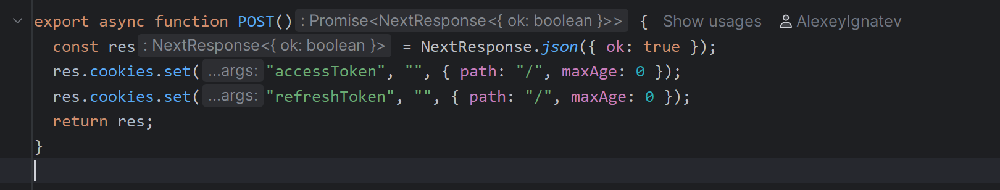 export async function POST() : Promise<NextResponse<{ ok: boolean }>> { Show usages AlexeyIgnatev
const res : NextResponse<{ ok: boolean }> = NextResponse.json({ ok: true });
res.cookies.set( ...args: "accessToken", "", { path: "/", maxAge: 0 });
res.cookies.set( ...args: "refreshToken", "", { path: "/", maxAge: 0 });
return res;
}